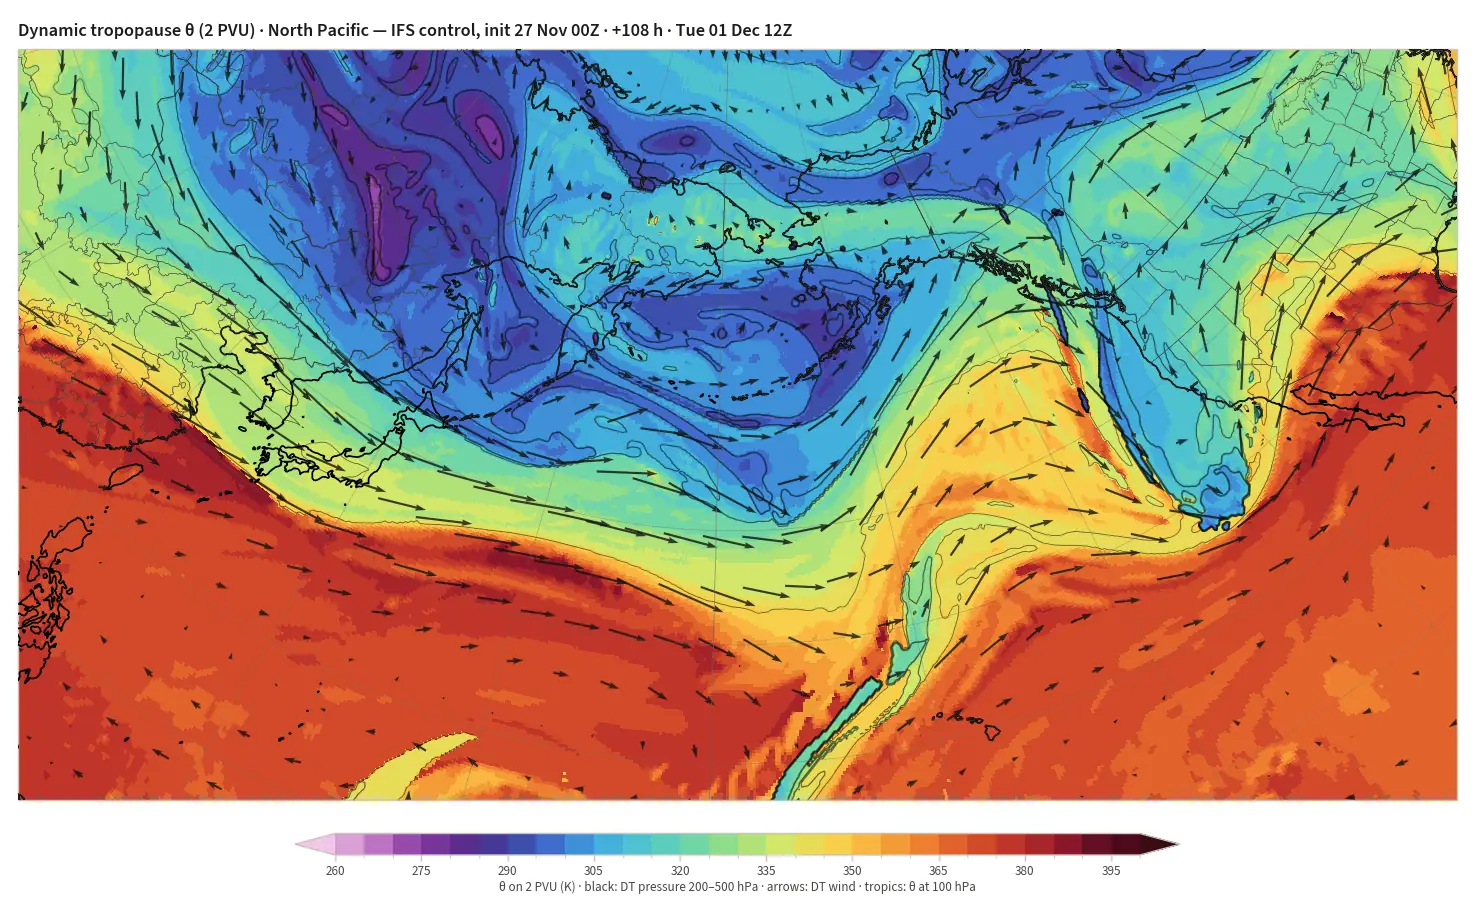 Dynamic tropopause θ (2 PVU) · North Pacific — IFS control, init 27 Nov 00Z · +108 h · Tue 01 Dec 12Z
260 275 290 305 320 335 350 365 380 395
θ on 2 PVU (K) · black: DT pressure 200–500 hPa · arrows: DT wind · tropics: θ at 100 hPa